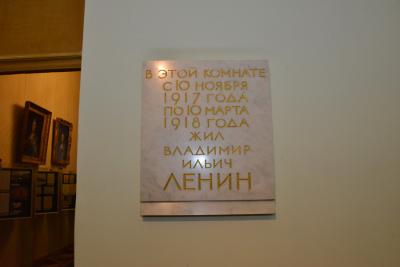 В ЭТОЙ КОМНАТЕ
С 10 НОЯБРЯ
1917 ГОДА
ПО 10 МАРТА
1918 ГОДА
ЖИЛ
ВЛАДИМИР
ИЛЬИЧ
ЛЕНИН